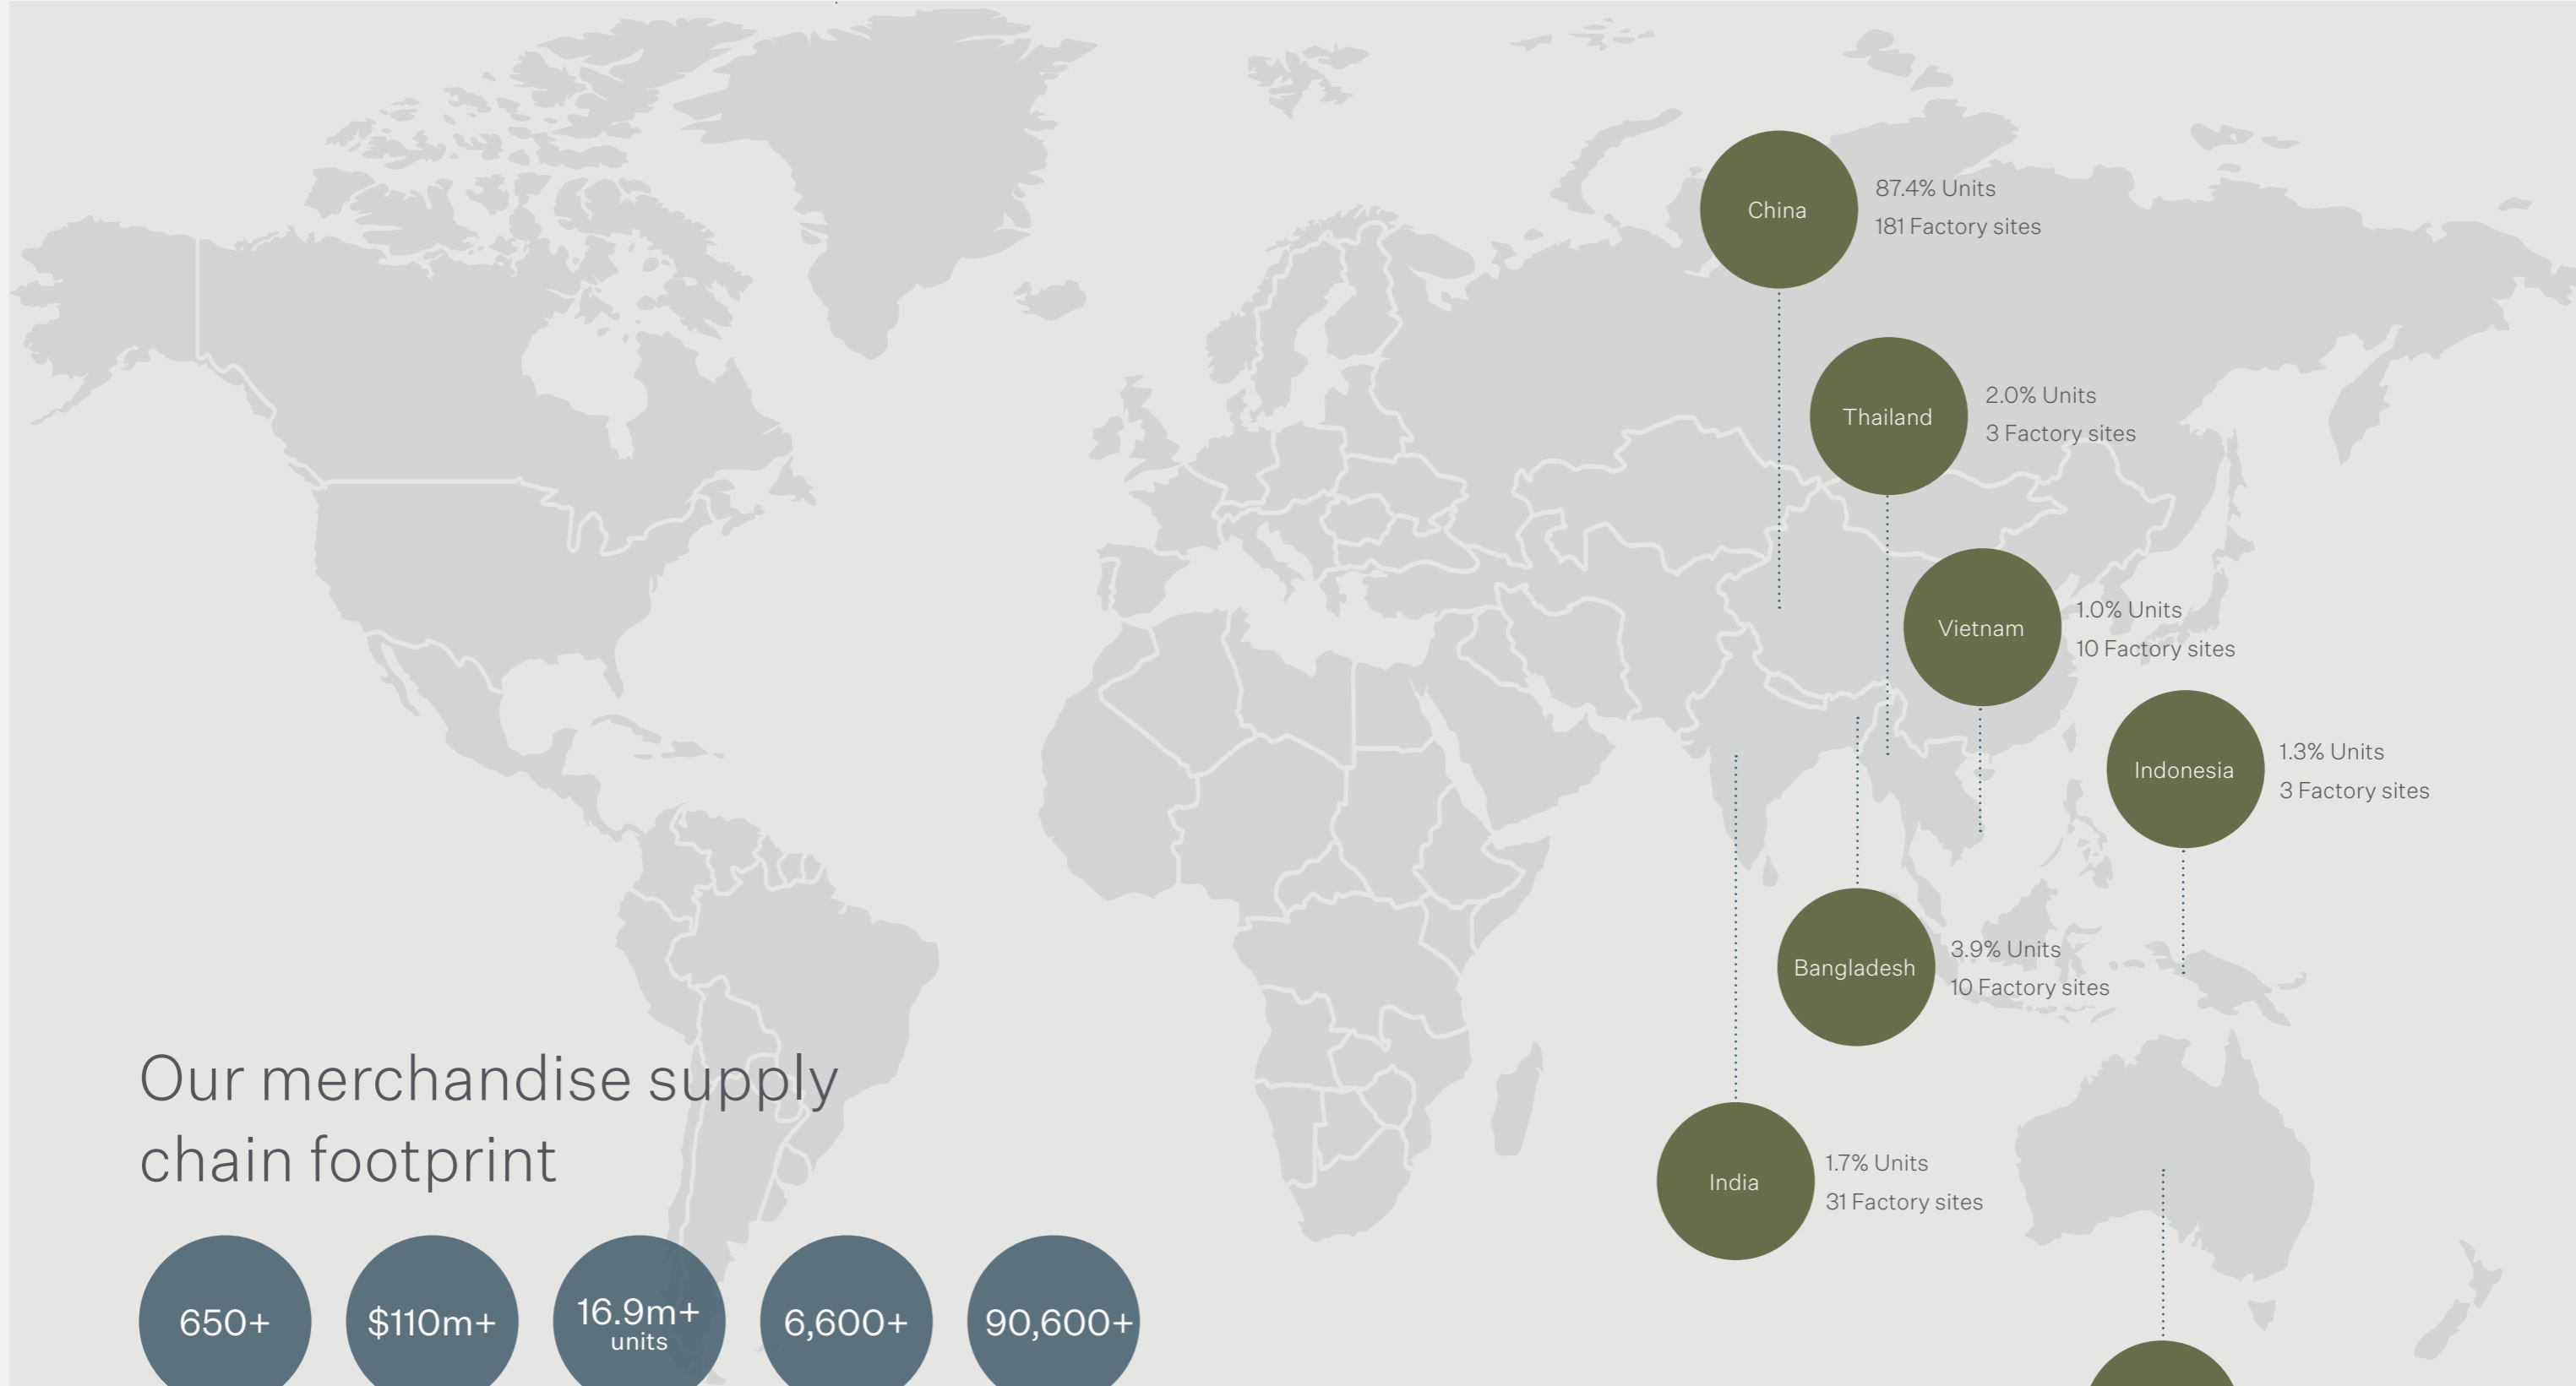 China
87.4% Units
181 Factory sites
Thailand
2.0% Units
3 Factory sites
Vietnam
1.0% Units
10 Factory sites
Indonesia
1.3% Units
3 Factory sites
Bangladesh
3.9% Units
10 Factory sites
India
1.7% Units
31 Factory sites
Our merchandise supply
chain footprint
650+
$110m+
16.9m+
units
6,600+
90,600+